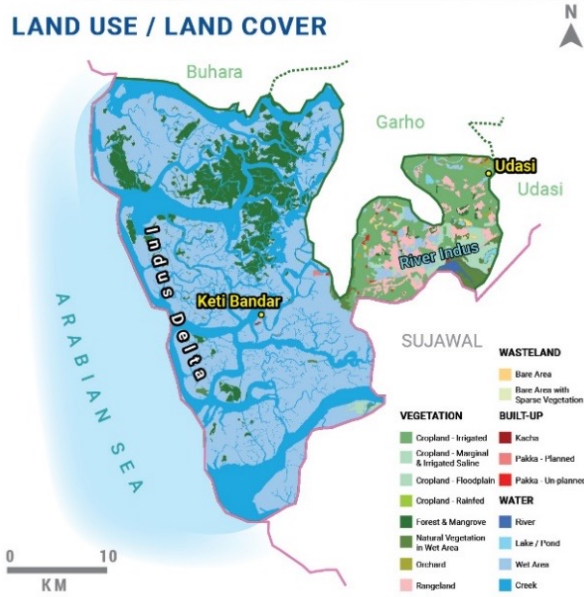 LAND USE / LAND COVER
N
Buhara
Garho
Udasi
Udasi
River Indus
Indus Delta
Keti Bandar
ARABIAN SEA
SUJAWAL
WASTELAND
Bare Area
Bare Area with
Sparse Vegetation
VEGETATION
Cropland - Irrigated
Cropland - Marginal
& Irrigated Saline
Cropland - Floodplain
Cropland - Rainfed
Forest & Mangrove
Natural Vegetation
in Wet Area
Orchard
Rangeland
BUILT-UP
Kacha
Pakka - Planned
Pakka - Un-planne
WATER
River
Lake / Pond
Wet Area
Creek
0 10
KM